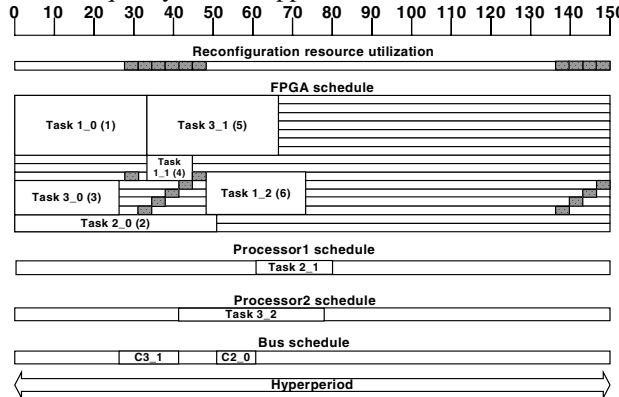 0 10 20 30 40 50 60 70 80 90 100 110 120 130 140 150
Reconfiguration resource utilization
FPGA schedule
Task 1_0 (1)
Task 3_1 (5)
Task
1_1 (4)
Task 3_0 (3)
Task 1_2 (6)
Task 2_0 (2)
Processor1 schedule
Task 2_1
Processor2 schedule
Task 3_2
Bus schedule
C3_1
C2_0
Hyperperiod